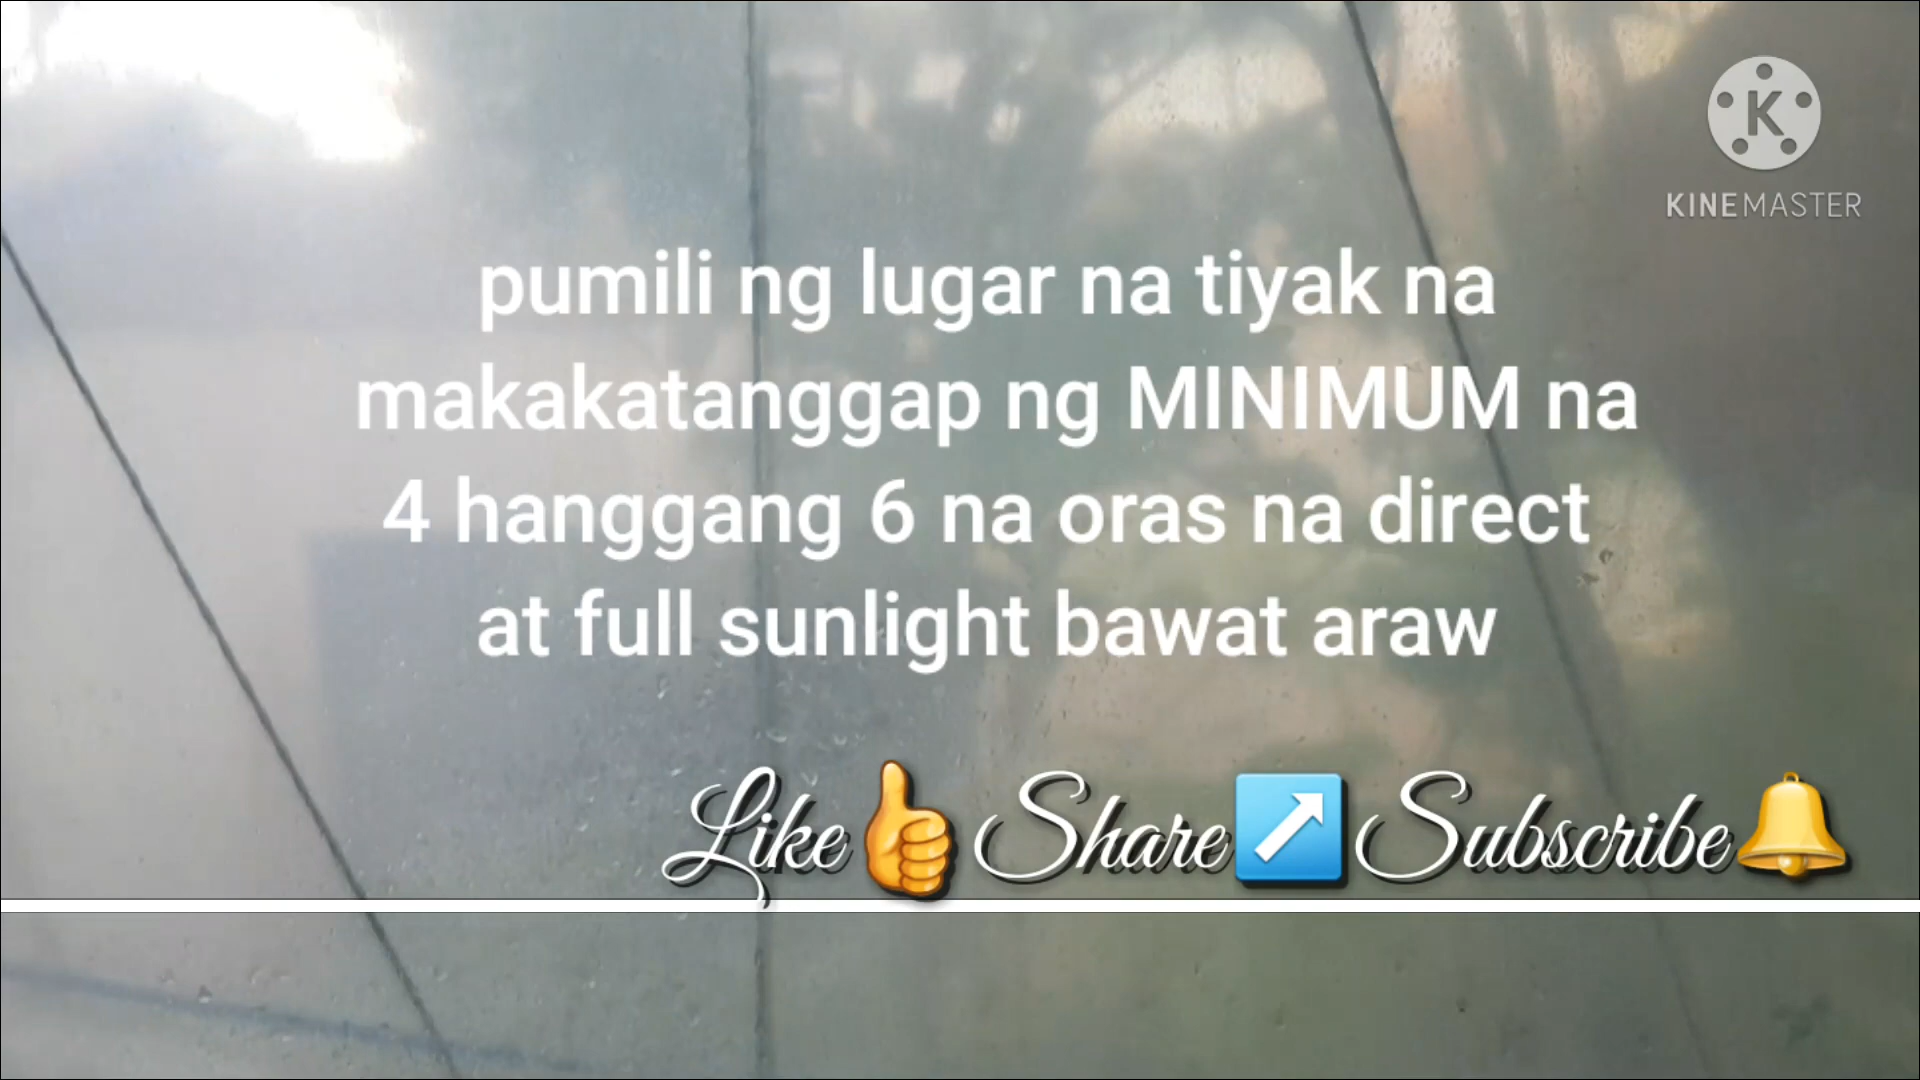 KINEMASTER
pumili ng lugar na tiyak na
makakatanggap ng MINIMUM na
4 hanggang 6 na oras na direct
at full sunlight bawat araw
Like👍Share↗Subscribe🔔